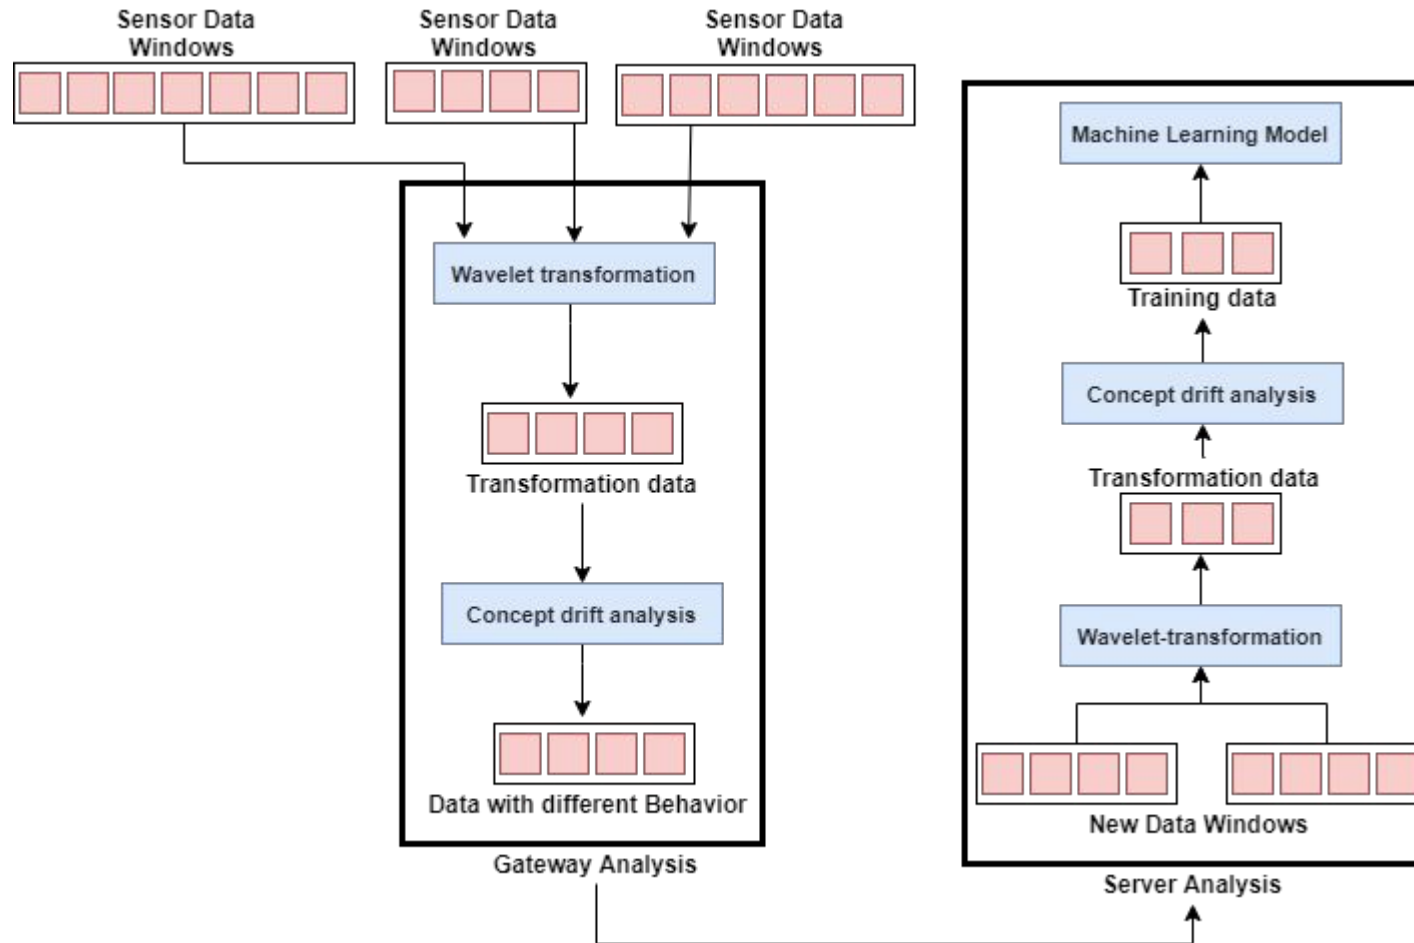 Sensor Data
Windows
Sensor Data
Windows
Sensor Data
Windows
Wavelet transformation
Transformation data
Concept drift analysis
Data with different Behavior
Gateway Analysis
Machine Learning Model
Training data
Concept drift analysis
Transformation data
Wavelet-transformation
New Data Windows
Server Analysis